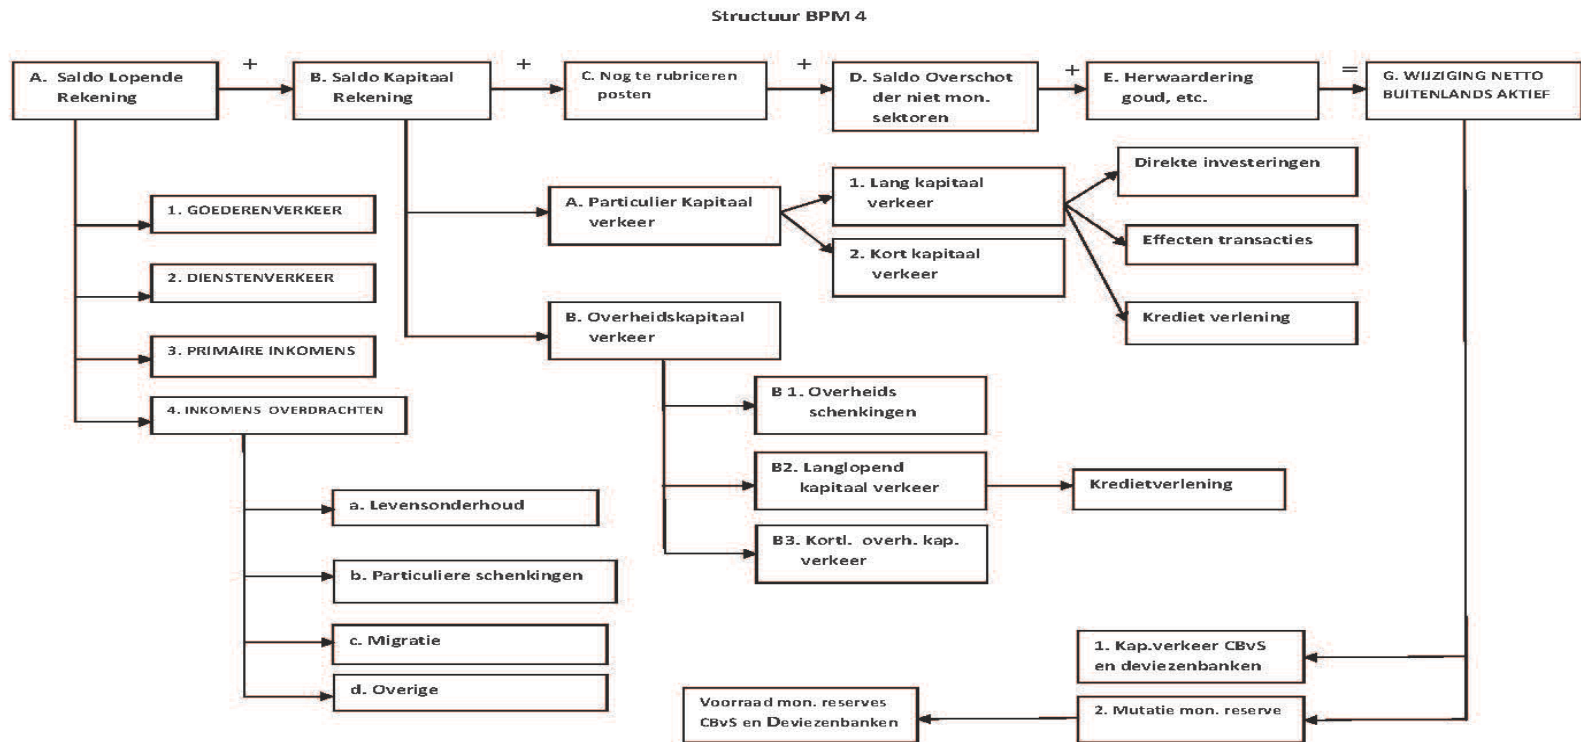 Structuur BPM 4
A. Saldo Lopende
Rekening
+
B. Saldo Kapitaal
Rekening
+
C. Nog te rubriceren
posten
+
D. Saldo Overschot
der niet mon.
sektoren
+
E. Herwaardering
goud, etc.
=
G. WIJZIGING NETTO
BUITENLANDS AKTIEF
1. GOEDERENVERKEER
2. DIENSTENVERKEER
3. PRIMAIRE INKOMENS
4. INKOMENS OVERDRACHTEN
a. Levensonderhoud
b. Particuliere schenkingen
c. Migratie
d. Overige
A. Particulier Kapitaal
verkeer
1. Lang kapitaal
verkeer
2. Kort kapitaal
verkeer
Direkte investeringen
Effecten transacties
Krediet verlening
B. Overheidskapitaal
verkeer
B 1. Overheids
schenkingen
B2. Langlopend
kapitaal verkeer
Kredietverlening
B3. Kortl. overh. kap.
verkeer
1. Kap.verkeer CBvS
en deviezenbanken
2. Mutatie mon. reserve
Voorraad mon. reserves
CBvS en Deviezenbanken